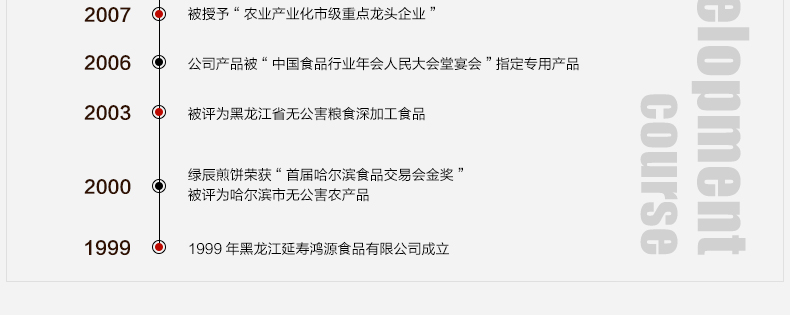 2007 被授予“农业产业化市级重点龙头企业”
2006 公司产品被“中国食品行业年会人民大会堂宴会”指定专用产品
2003 被评为黑龙江省无公害粮食深加工食品
2000 绿辰煎饼荣获“首届哈尔滨食品交易会金奖”
被评为哈尔滨市无公害农产品
1999 1999年黑龙江延寿鸿源食品有限公司成立
elopment
course